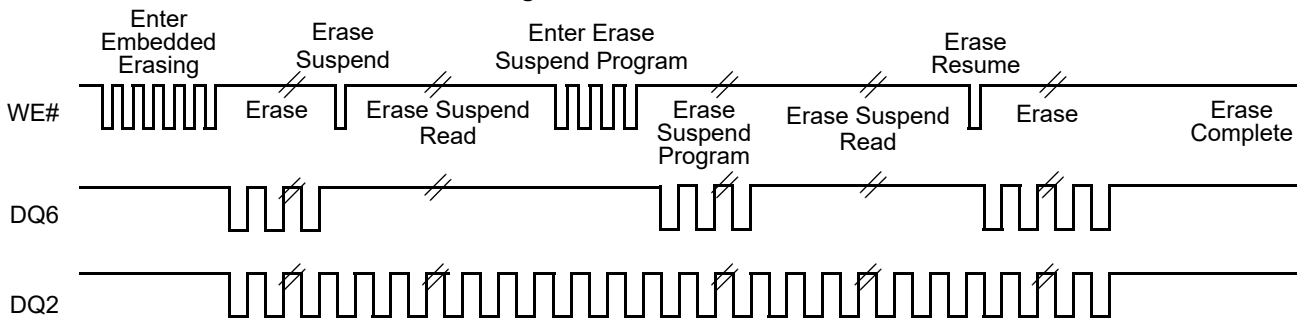 Enter
Embedded
Erasing
Erase
Suspend
Enter Erase
Suspend Program
Erase
Resume
WE#
Erase
Erase Suspend
Read
Erase
Suspend
Program
Erase Suspend
Read
Erase
Erase
Complete
DQ6
DQ2